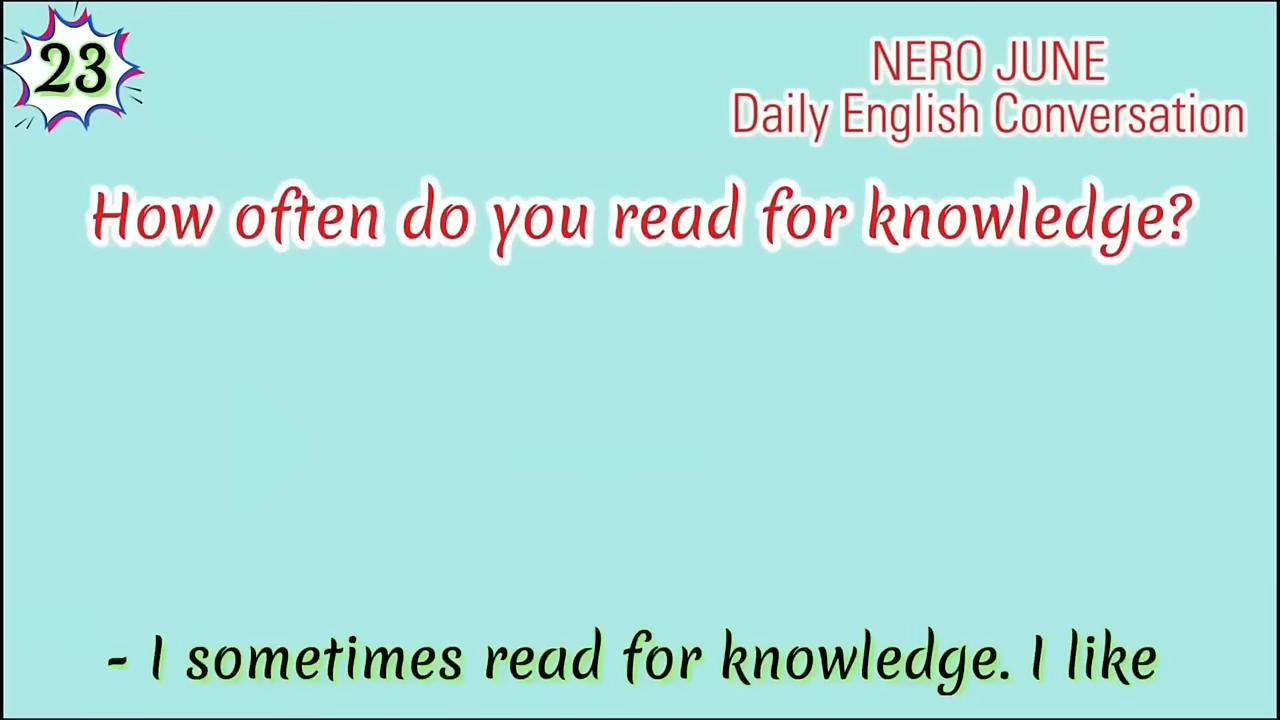 23
NERO JUNE
Daily English Conversation
How often do you read for knowledge?
- I sometimes read for knowledge. I like